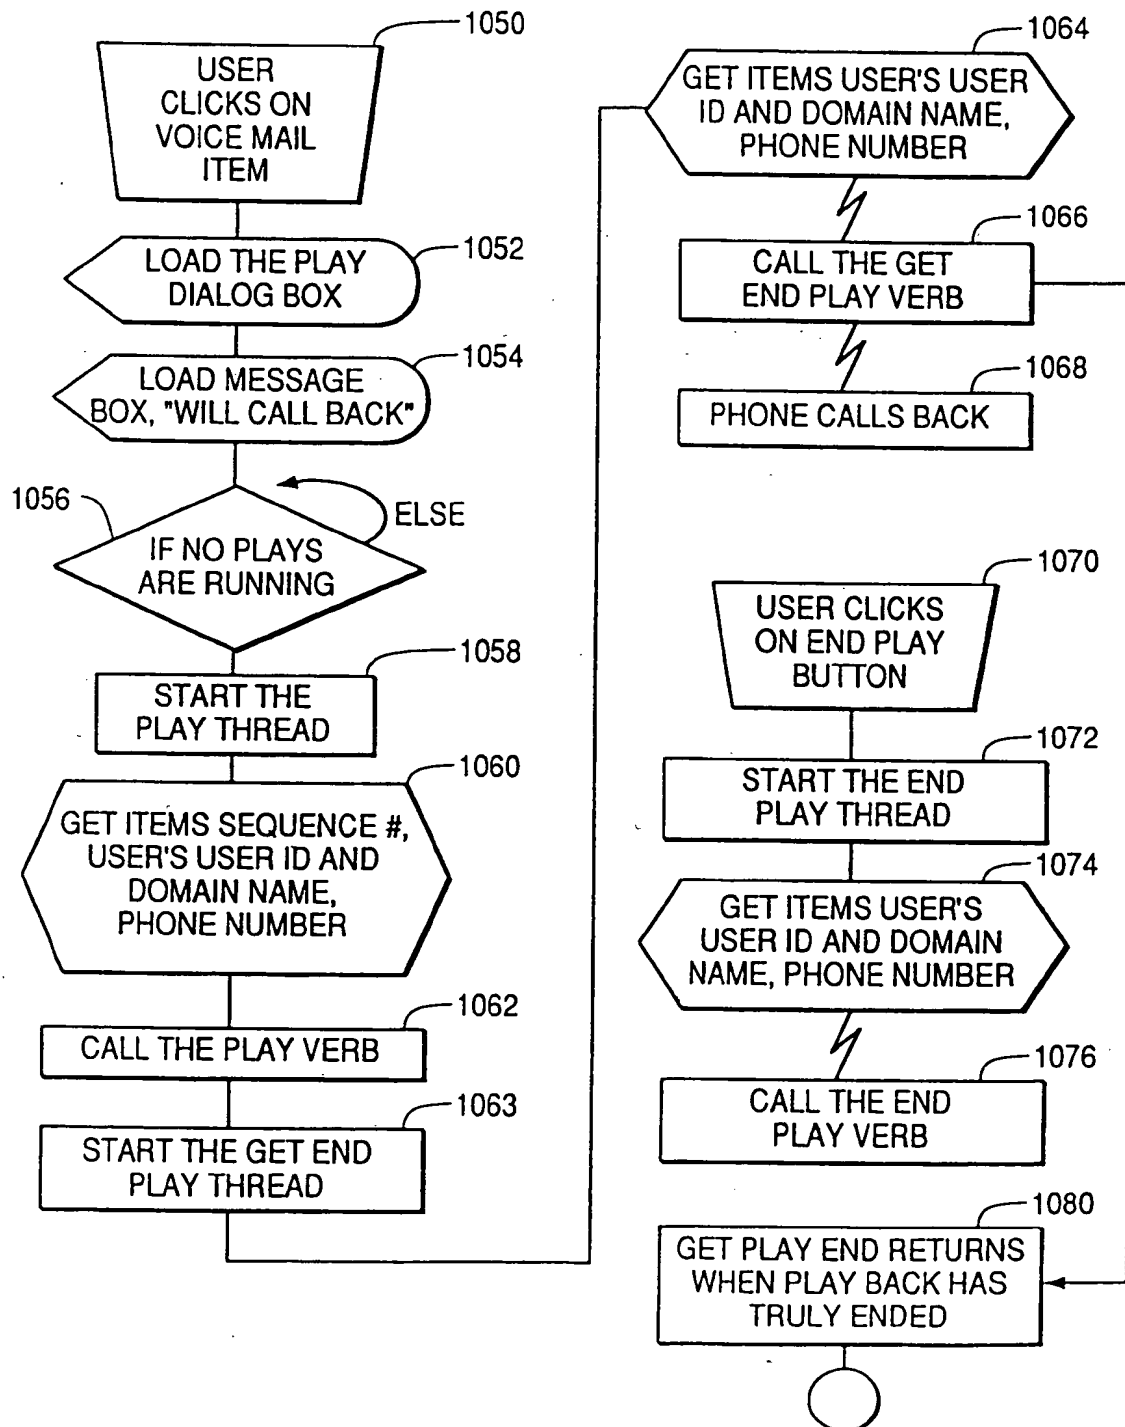 1050
USER
CLICKS ON
VOICE MAIL
ITEM
1052
LOAD THE PLAY
DIALOG BOX
1054
LOAD MESSAGE
BOX, "WILL CALL BACK"
1056
ELSE
IF NO PLAYS
ARE RUNNING
1058
START THE
PLAY THREAD
1060
GET ITEMS SEQUENCE #,
USER'S USER ID AND
DOMAIN NAME,
PHONE NUMBER
1062
CALL THE PLAY VERB
1063
START THE GET END
PLAY THREAD
1064
GET ITEMS USER'S USER
ID AND DOMAIN NAME,
PHONE NUMBER
1066
CALL THE GET
END PLAY VERB
1068
PHONE CALLS BACK
1070
USER CLICKS
ON END PLAY
BUTTON
1072
START THE END
PLAY THREAD
1074
GET ITEMS USER'S
USER ID AND DOMAIN
NAME, PHONE NUMBER
1076
CALL THE END
PLAY VERB
1080
GET PLAY END RETURNS
WHEN PLAY BACK HAS
TRULY ENDED